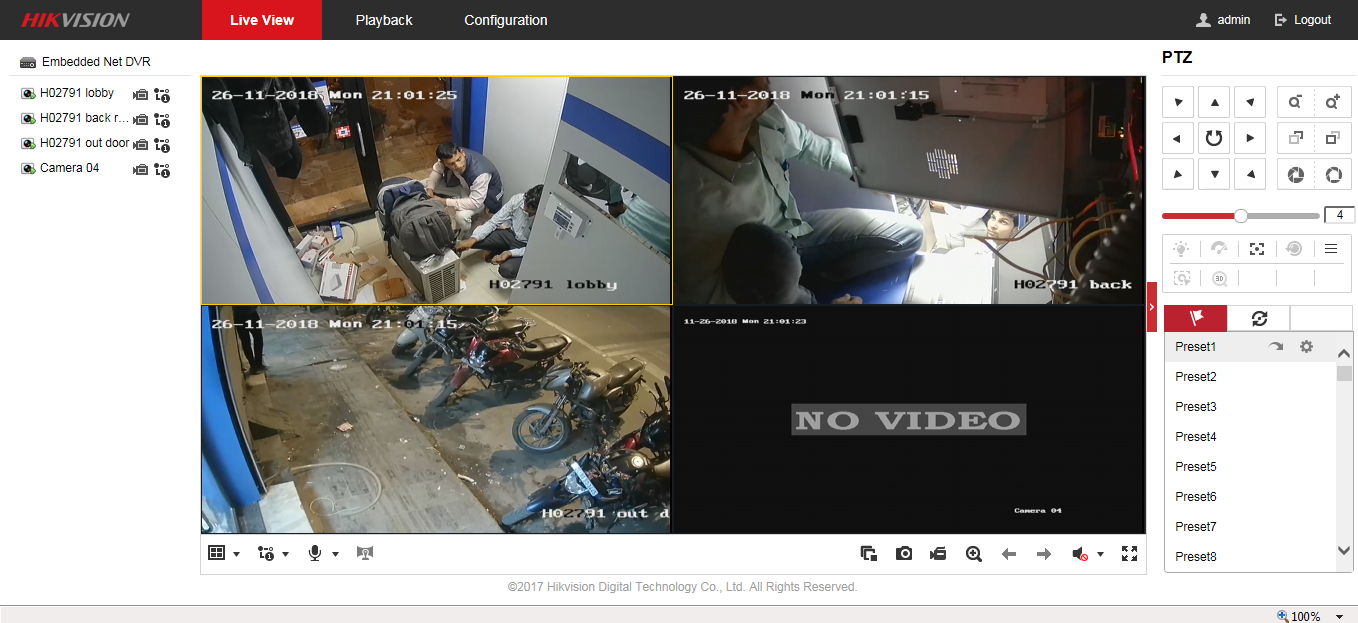 HIKVISION
Live View
Playback
Configuration
admin
Logout
Embedded Net DVR
H02791 lobby
H02791 back r...
H02791 out door
Camera 04
26-11-2018 Mon 21:01:25
H02791 lobby
26-11-2018 Mon 21:01:15
H02791 back
26-11-2018 Mon 21:01:15
H02791 out d
11-26-2018 Mon 21:01:23
NO VIDEO
Camera 04
PTZ
4
3D
Preset1
Preset2
Preset3
Preset4
Preset5
Preset6
Preset7
Preset8
©2017 Hikvision Digital Technology Co., Ltd. All Rights Reserved.
100%